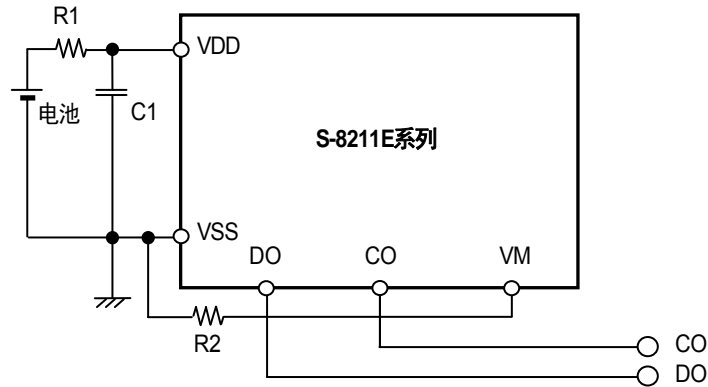 R1
VDD
电池
C1
S-8211E系列
VSS
DO
CO
VM
R2
CO
DO